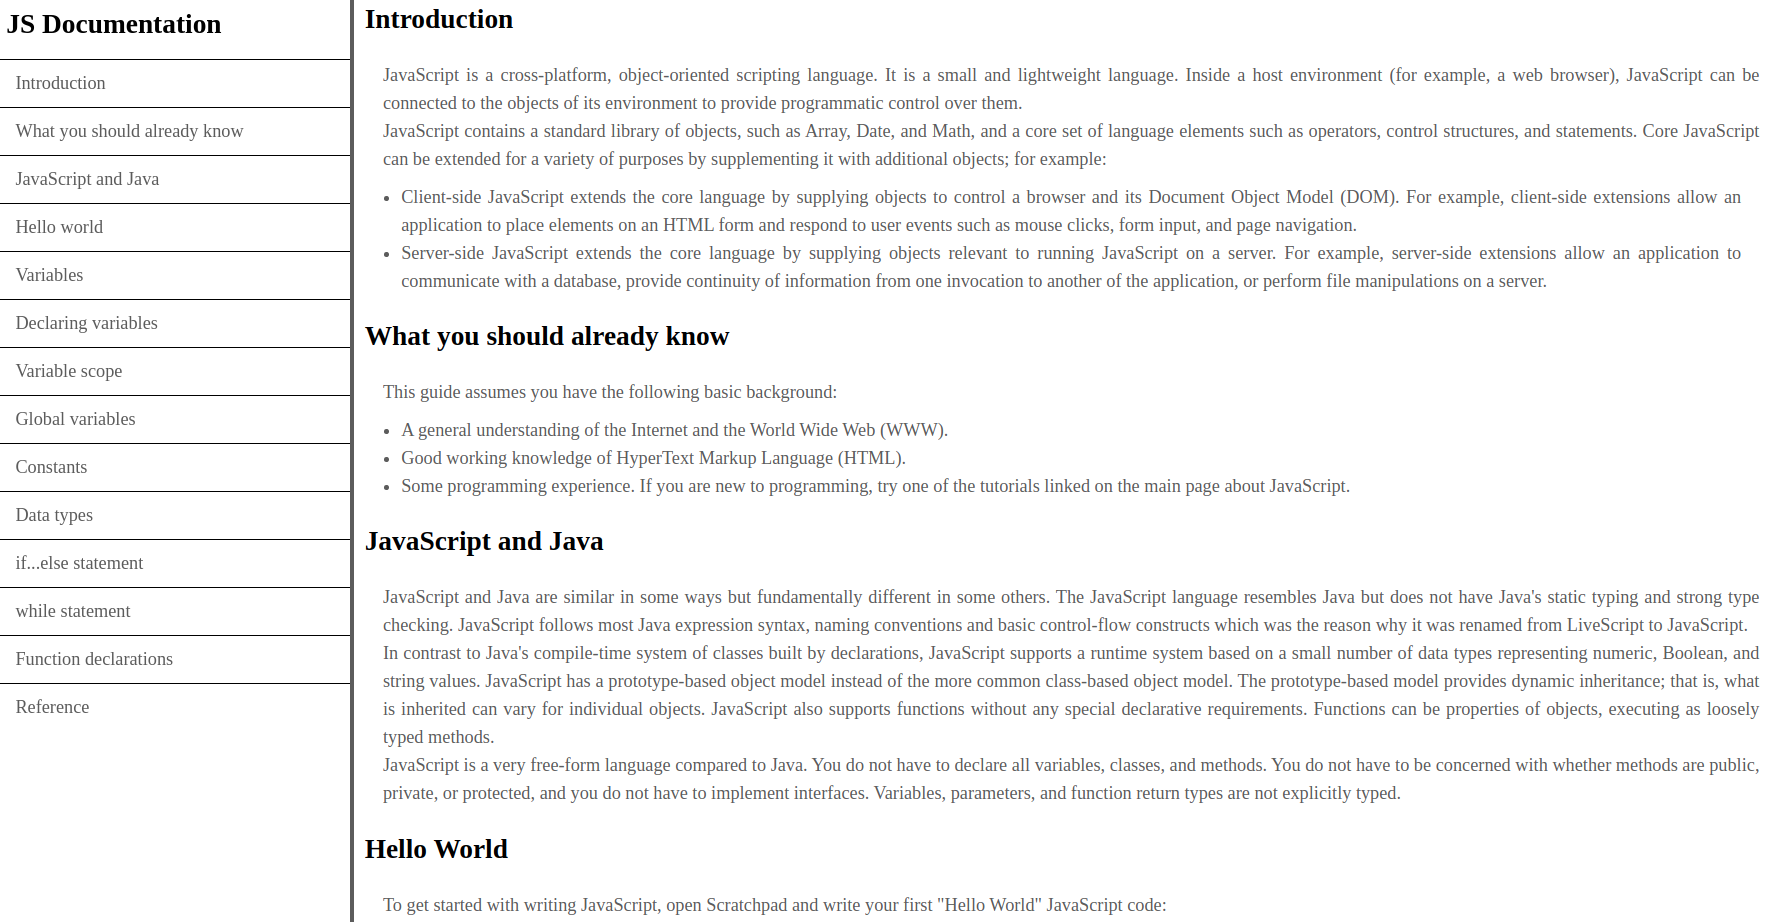 JS Documentation
Introduction
What you should already know
JavaScript and Java
Hello world
Variables
Declaring variables
Variable scope
Global variables
Constants
Data types
if...else statement
while statement
Function declarations
Reference
Introduction
JavaScript is a cross-platform, object-oriented scripting language. It is a small and lightweight language. Inside a host environment (for example, a web browser), JavaScript can be
connected to the objects of its environment to provide programmatic control over them.
JavaScript contains a standard library of objects, such as Array, Date, and Math, and a core set of language elements such as operators, control structures, and statements. Core JavaScript
can be extended for a variety of purposes by supplementing it with additional objects; for example:
• Client-side JavaScript extends the core language by supplying objects to control a browser and its Document Object Model (DOM). For example, client-side extensions allow an
application to place elements on an HTML form and respond to user events such as mouse clicks, form input, and page navigation.
• Server-side JavaScript extends the core language by supplying objects relevant to running JavaScript on a server. For example, server-side extensions allow an application to
communicate with a database, provide continuity of information from one invocation to another of the application, or perform file manipulations on a server.
What you should already know
This guide assumes you have the following basic background:
• A general understanding of the Internet and the World Wide Web (WWW).
• Good working knowledge of HyperText Markup Language (HTML).
• Some programming experience. If you are new to programming, try one of the tutorials linked on the main page about JavaScript.
JavaScript and Java
JavaScript and Java are similar in some ways but fundamentally different in some others. The JavaScript language resembles Java but does not have Java's static typing and strong type
checking. JavaScript follows most Java expression syntax, naming conventions and basic control-flow constructs which was the reason why it was renamed from LiveScript to JavaScript.
In contrast to Java's compile-time system of classes built by declarations, JavaScript supports a runtime system based on a small number of data types representing numeric, Boolean, and
string values. JavaScript has a prototype-based object model instead of the more common class-based object model. The prototype-based model provides dynamic inheritance; that is, what
is inherited can vary for individual objects. JavaScript also supports functions without any special declarative requirements. Functions can be properties of objects, executing as loosely
typed methods.
JavaScript is a very free-form language compared to Java. You do not have to declare all variables, classes, and methods. You do not have to be concerned with whether methods are public,
private, or protected, and you do not have to implement interfaces. Variables, parameters, and function return types are not explicitly typed.
Hello World
To get started with writing JavaScript, open Scratchpad and write your first "Hello World" JavaScript code: